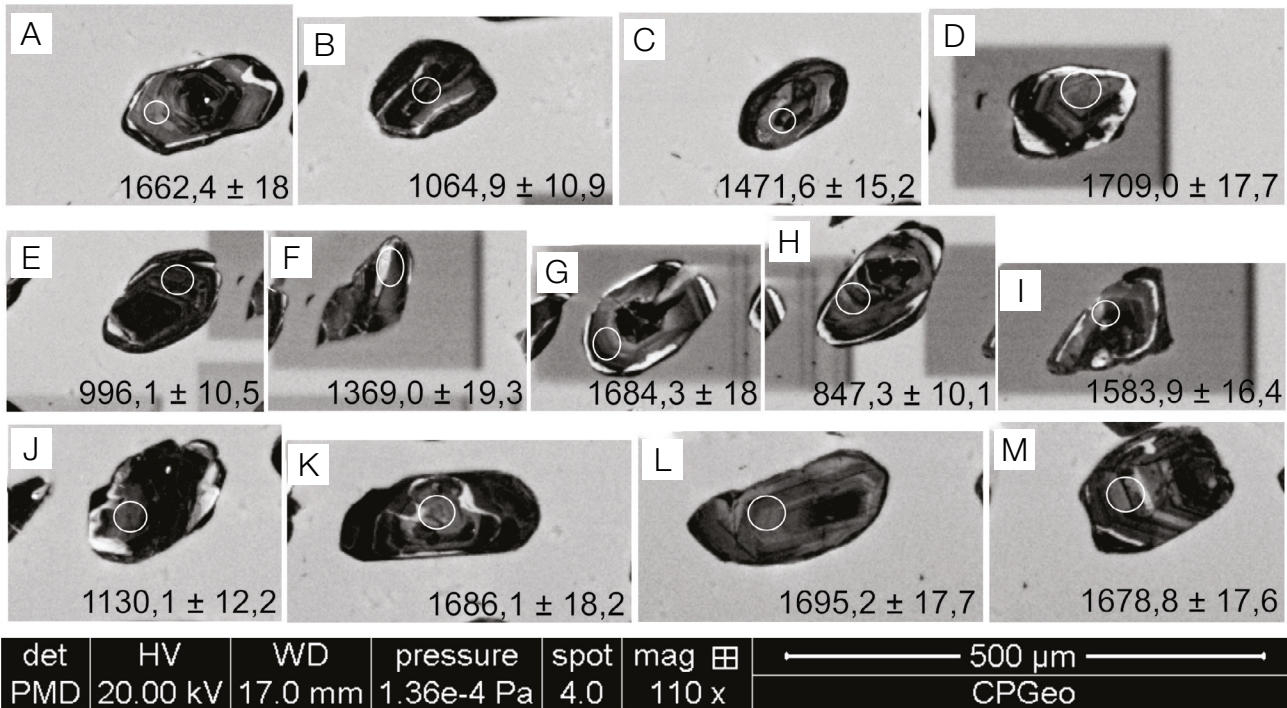 A
1662,4 ± 18
B
1064,9 ± 10,9
C
1471,6 ± 15,2
D
1709,0 ± 17,7
E
996,1 ± 10,5
F
1369,0 ± 19,3
G
1684,3 ± 18
H
847,3 ± 10,1
I
1583,9 ± 16,4
J
1130,1 ± 12,2
K
1686,1 ± 18,2
L
1695,2 ± 17,7
M
1678,8 ± 17,6
det HV WD pressure spot mag 500 µm
PMD 20.00 kV 17.0 mm 1.36e-4 Pa 4.0 110 x CPGeo